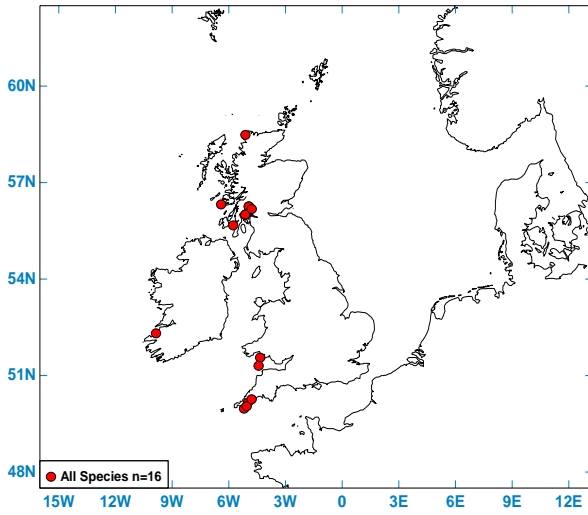 60N
57N
54N
51N
48N
All Species n=16
15W 12W 9W 6W 3W 0 3E 6E 9E 12E